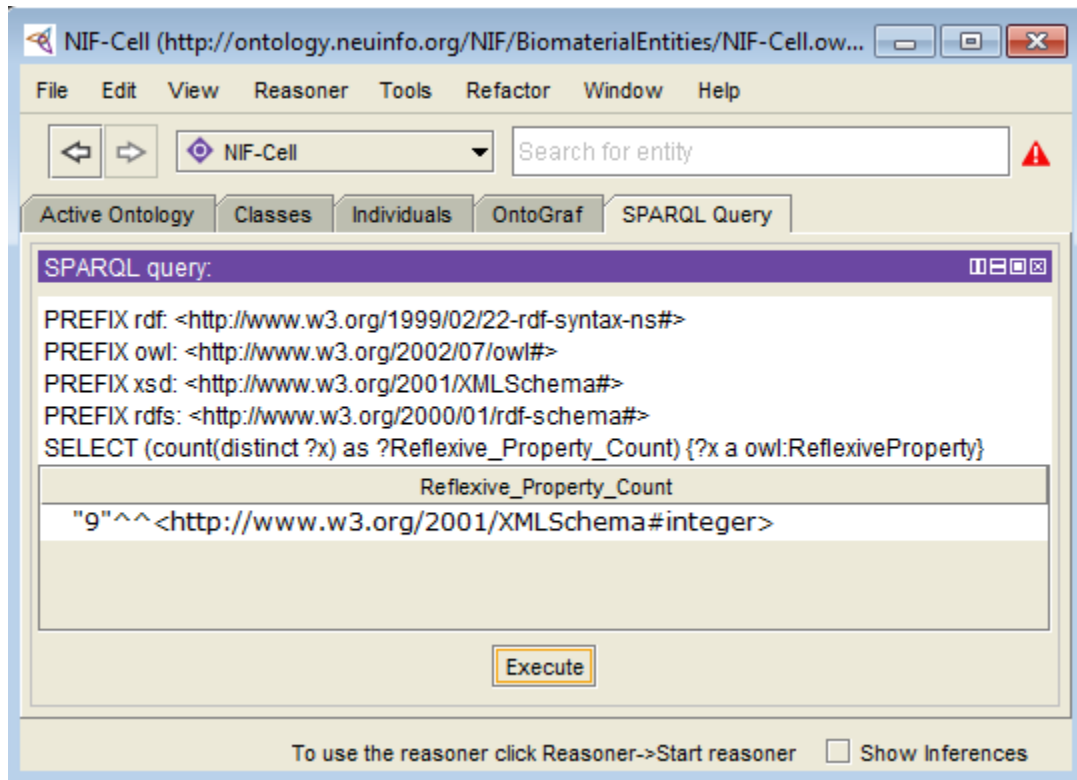 NIF-Cell (http://ontology.neuinfo.org/NIF/BiomaterialEntities/NIF-Cell.ow...
File Edit View Reasoner Tools Refactor Window Help
NIF-Cell Search for entity
Active Ontology Classes Individuals OntoGraf SPARQL Query
SPARQL query:
PREFIX rdf: <http://www.w3.org/1999/02/22-rdf-syntax-ns#>
PREFIX owl: <http://www.w3.org/2002/07/owl#>
PREFIX xsd: <http://www.w3.org/2001/XMLSchema#>
PREFIX rdfs: <http://www.w3.org/2000/01/rdf-schema#>
SELECT (count(distinct ?x) as ?Reflexive_Property_Count) {?x a owl:ReflexiveProperty}
Reflexive_Property_Count
"9"^^<http://www.w3.org/2001/XMLSchema#integer>
Execute
To use the reasoner click Reasoner->Start reasoner Show Inferences